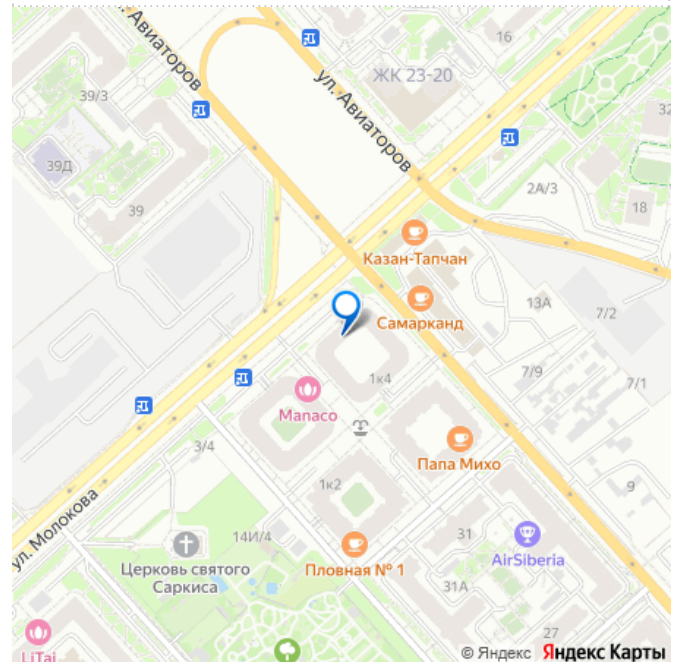 ул. Авиаторов
16
ЖК 23-20
39/3
ул. Авиаторов
32
39Д
2А/3
18
39
Казан-Тапчан
13А
7/2
Самарканд
1к4
7/9
7/1
Manaco
3/4
Папа Михо
1к2
9
ул. Молокова
14И/4
31
Церковь святого
Саркиса
AirSiberia
Пловная № 1
31А
27
LiTai
© Яндекс Яндекс Карты